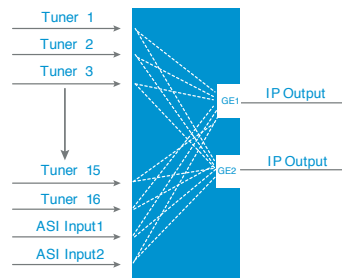 Tuner 1
Tuner 2
Tuner 3
Tuner 15
Tuner 16
ASI Input1
ASI Input2
GE1
GE2
IP Output
IP Output